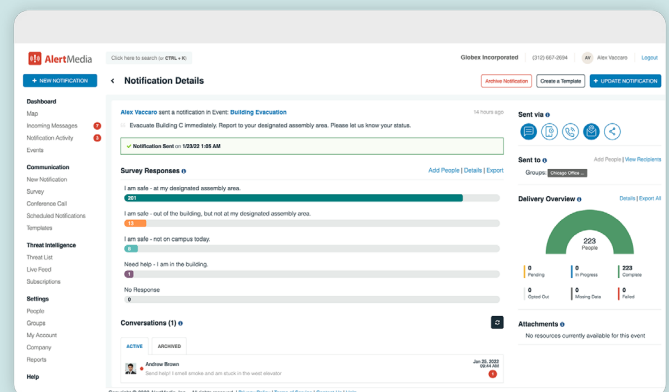 AlertMedia
Click here to search (or CTRL + K)
Globex Incorporated
(312) 667-2694
AV
Alex Vaccaro
Logout
+ NEW NOTIFICATION
‹ Notification Details
Archive Notification
Create a Template
+ UPDATE NOTIFICATION
Dashboard
Map
Incoming Messages
Notification Activity
Events
Communication
New Notification
Survey
Conference Call
Scheduled Notifications
Templates
Threat Intelligence
Threat List
Live Feed
Subscriptions
Settings
People
Groups
My Account
Company
Reports
Help
Alex Vaccaro sent a notification in Event: Building Evacuation
14 hours ago
Evacuate Building C immediately. Report to your designated assembly area. Please let us know your status.
✓ Notification Sent on 1/23/22 1:05 AM
Survey Responses
Add People | Details | Export
I am safe - at my designated assembly area.
201
I am safe - out of the building, but not at my designated assembly area.
13
I am safe - not on campus today.
8
Need help - I am in the building.
1
No Response
0
Conversations (1)
ACTIVE
ARCHIVED
Andrew Brown
Send help! I smell smoke and am stuck in the west elevator
Jan 25, 2022
09:44 AM
1
Sent via
Sent to
Add People | View Recipients
Groups: Chicago Office ...
Delivery Overview
Details | Export All
223
People
0
Pending
0
In Progress
223
Complete
0
Opted Out
0
Missing Data
0
Failed
Attachments
No resources currently available for this event